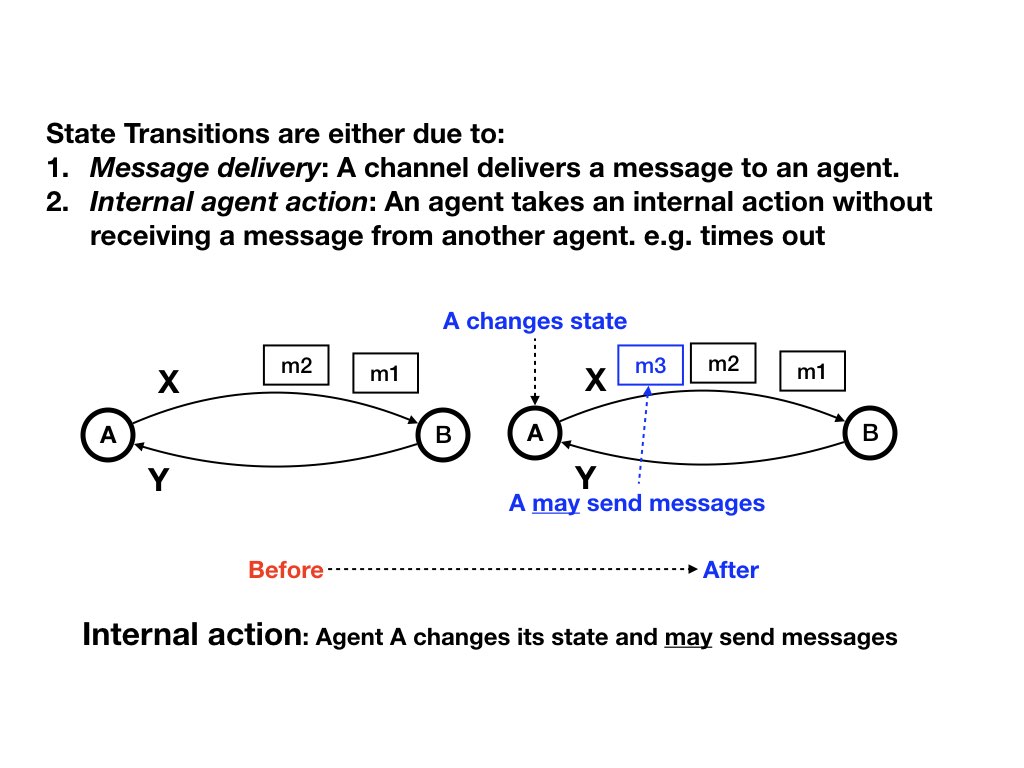 State Transitions are either due to:
1. Message delivery: A channel delivers a message to an agent.
2. Internal agent action: An agent takes an internal action without
receiving a message from another agent. e.g. times out
A changes state
X
m2
m1
A
B
Y
X
m3
m2
m1
A
B
Y
A may send messages
Before
After
Internal action: Agent A changes its state and may send messages